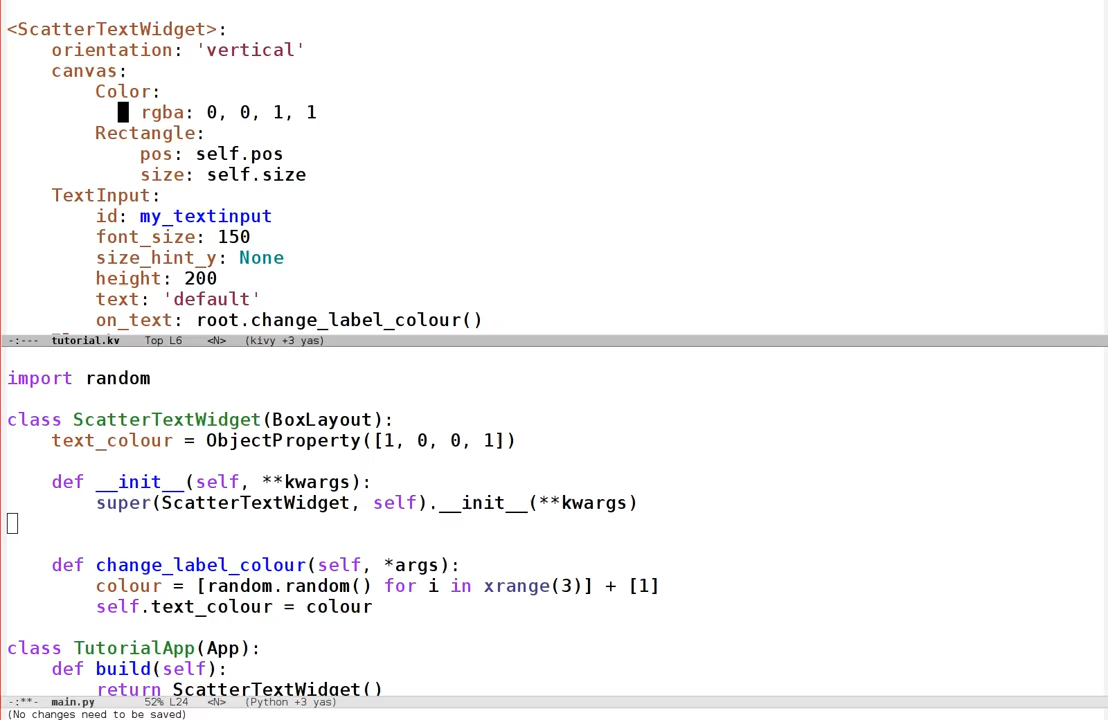 <ScatterTextWidget>:
    orientation: 'vertical'
    canvas:
        Color:
            rgba: 0, 0, 1, 1
        Rectangle:
            pos: self.pos
            size: self.size
    TextInput:
        id: my_textinput
        font_size: 150
        size_hint_y: None
        height: 200
        text: 'default'
        on_text: root.change_label_colour()
-:---  tutorial.kv    Top L6    <N>   (kivy +3 yas)
import random
class ScatterTextWidget(BoxLayout):
    text_colour = ObjectProperty([1, 0, 0, 1])
    def __init__(self, **kwargs):
        super(ScatterTextWidget, self).__init__(**kwargs)
    def change_label_colour(self, *args):
        colour = [random.random() for i in xrange(3)] + [1]
        self.text_colour = colour
class TutorialApp(App):
    def build(self):
        return ScatterTextWidget()
-:**-  main.py        52% L24   <N>   (Python +3 yas)
(No changes need to be saved)